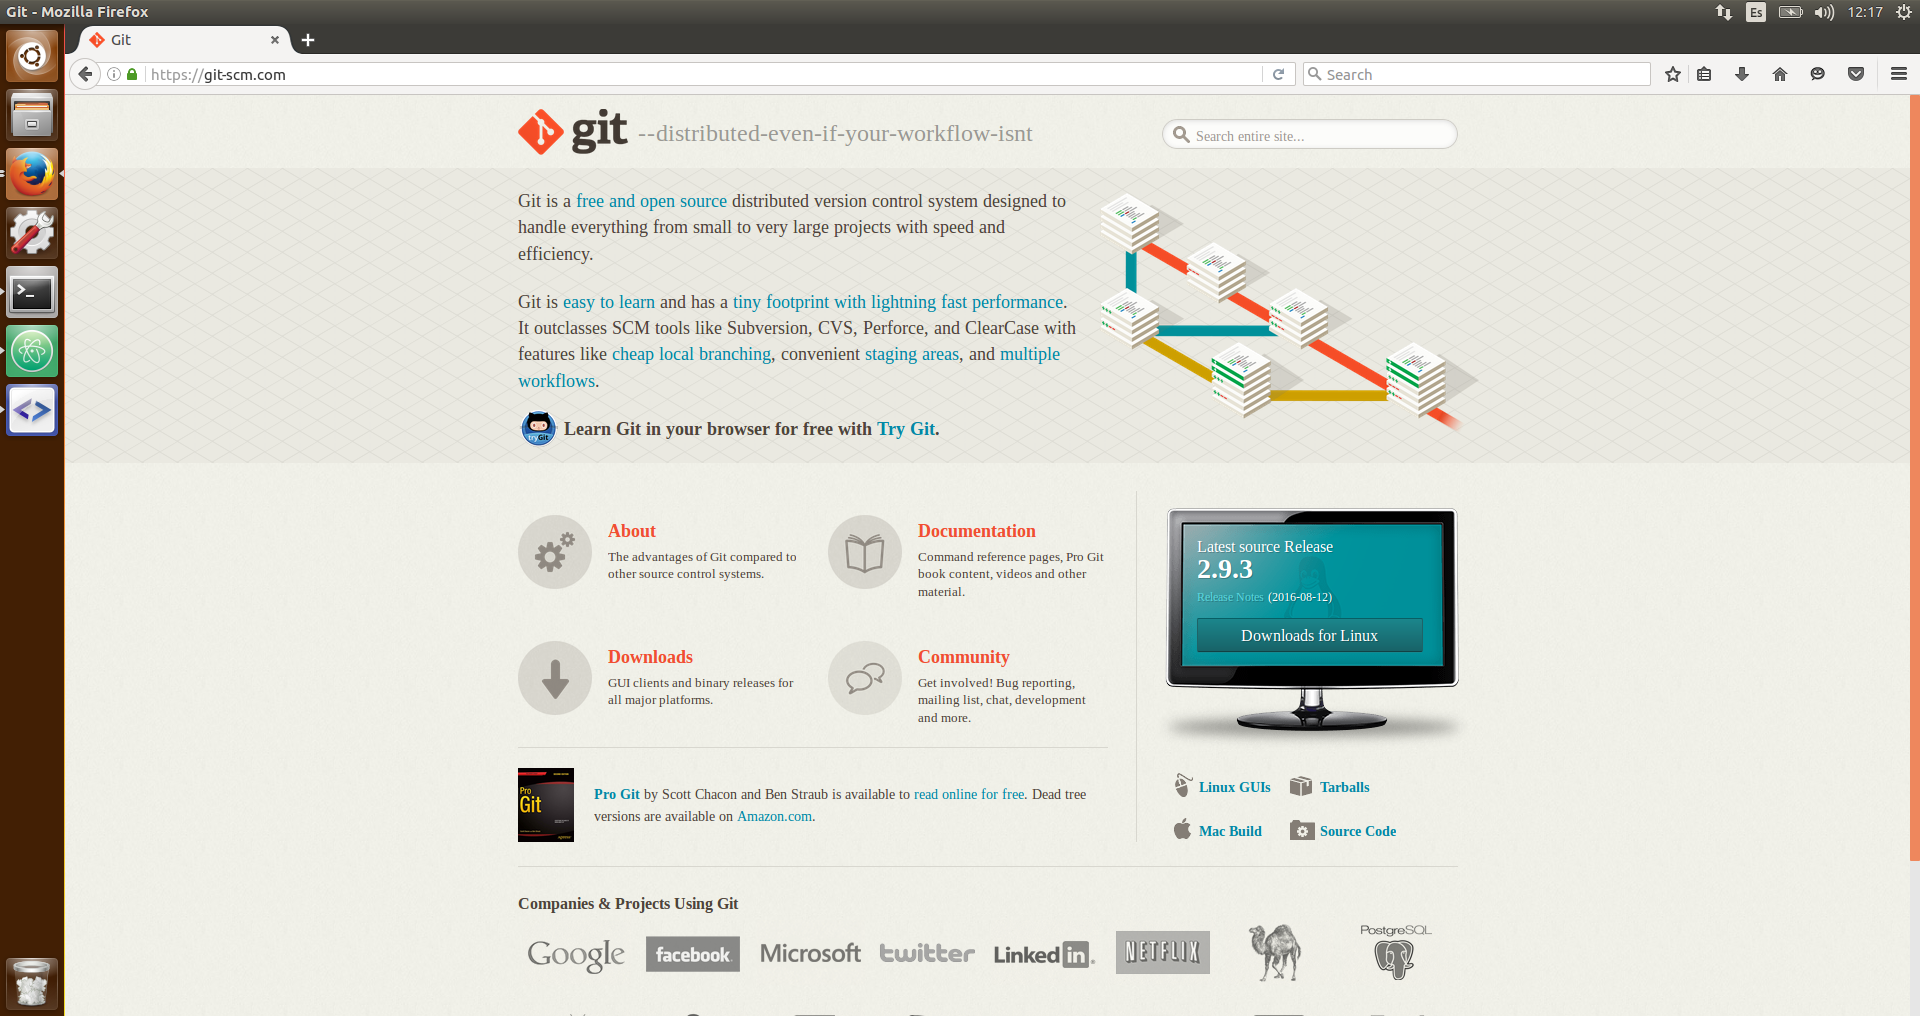 Git - Mozilla Firefox
Es
12:17
Git
https://git-scm.com
Search
git --distributed-even-if-your-workflow-isnt
Search entire site...
Git is a free and open source distributed version control system designed to
handle everything from small to very large projects with speed and
efficiency.
Git is easy to learn and has a tiny footprint with lightning fast performance.
It outclasses SCM tools like Subversion, CVS, Perforce, and ClearCase with
features like cheap local branching, convenient staging areas, and multiple
workflows.
tryGit
Learn Git in your browser for free with Try Git.
About
The advantages of Git compared to
other source control systems.
Documentation
Command reference pages, Pro Git
book content, videos and other
material.
Downloads
GUI clients and binary releases for
all major platforms.
Community
Get involved! Bug reporting,
mailing list, chat, development
and more.
Latest source Release
2.9.3
Release Notes (2016-08-12)
Downloads for Linux
Linux GUIs
Tarballs
Mac Build
Source Code
Pro
Git
Pro Git by Scott Chacon and Ben Straub is available to read online for free. Dead tree
versions are available on Amazon.com.
Companies & Projects Using Git
Google
facebook
Microsoft
twitter
Linked in
NETFLIX
PostgreSQL